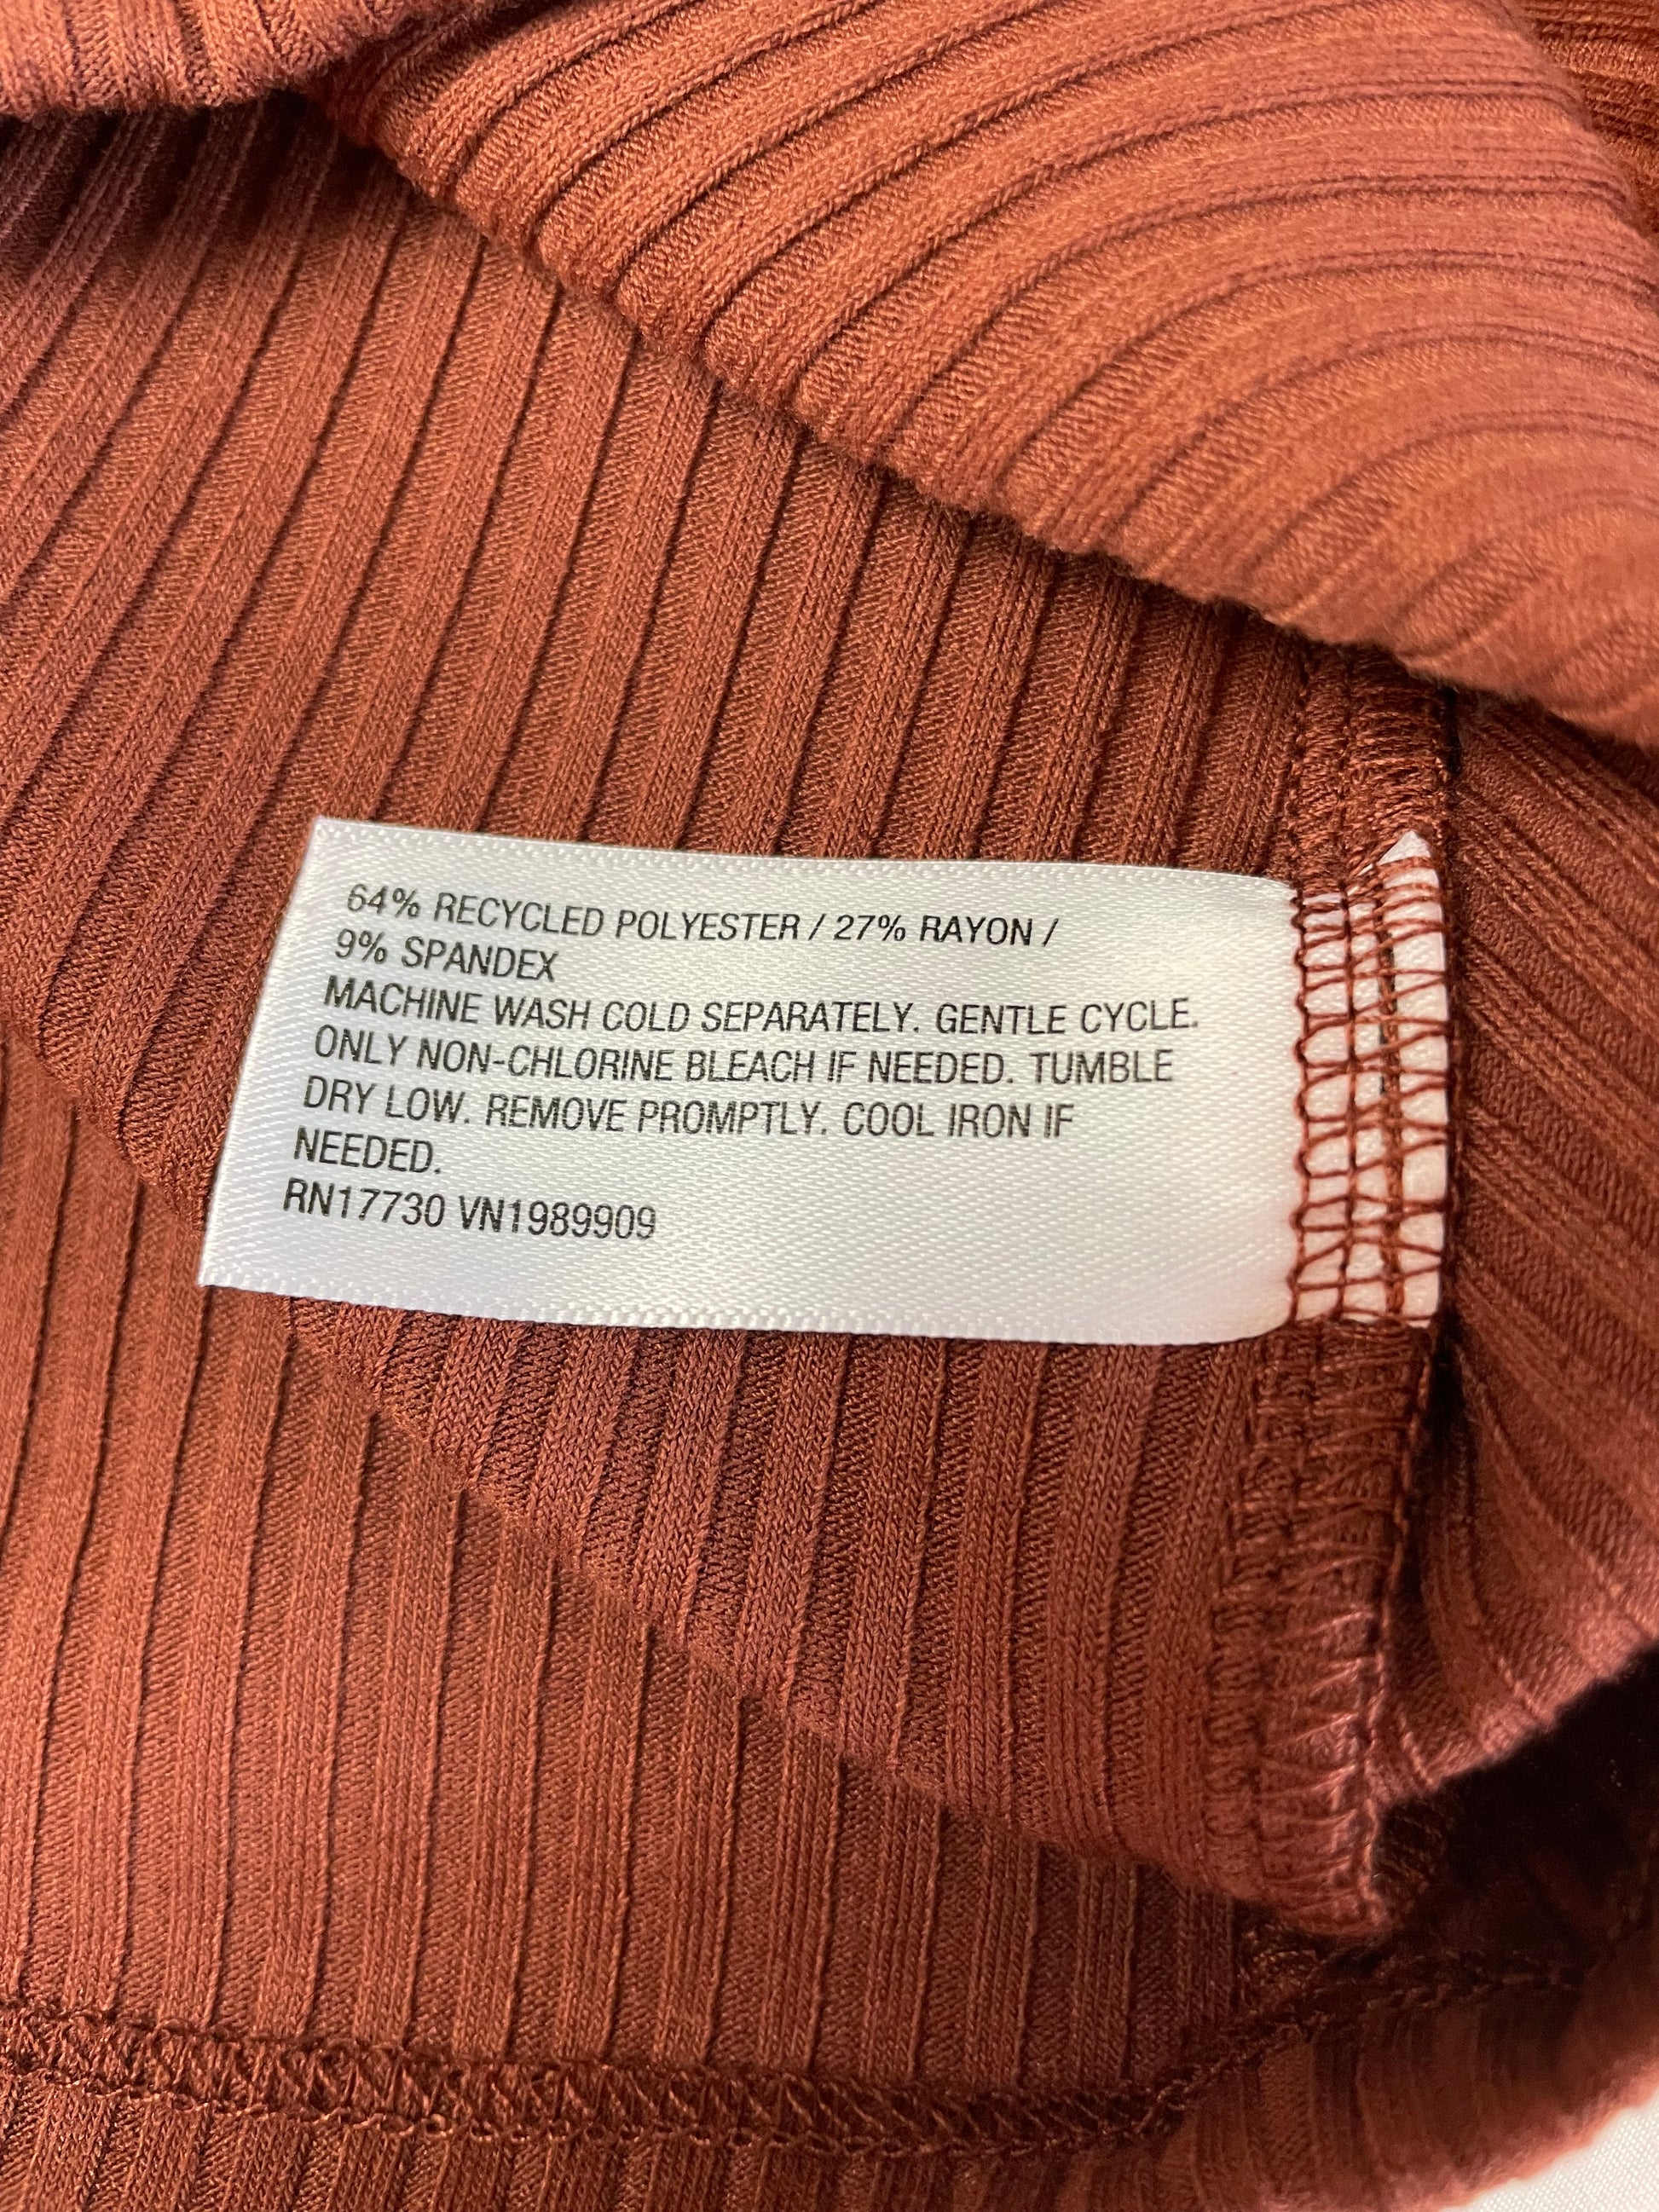 64% RECYCLED POLYESTER / 27% RAYON /
9% SPANDEX
MACHINE WASH COLD SEPARATELY. GENTLE CYCLE.
ONLY NON-CHLORINE BLEACH IF NEEDED. TUMBLE
DRY LOW. REMOVE PROMPTLY. COOL IRON IF
NEEDED.
RN17730 VN1989909